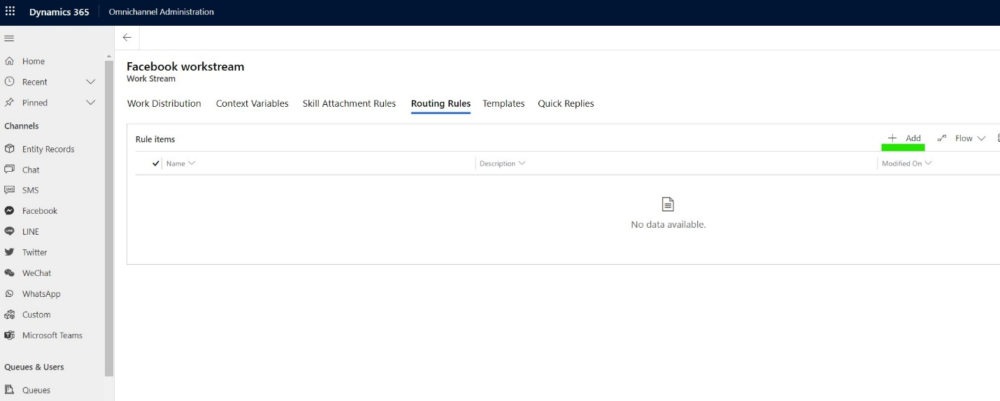 Dynamics 365 Omnichannel Administration
Home
Recent
Pinned
Channels
Entity Records
Chat
SMS
Facebook
LINE
Twitter
WeChat
WhatsApp
Custom
Microsoft Teams
Queues & Users
Queues
Facebook workstream
Work Stream
Work Distribution Context Variables Skill Attachment Rules Routing Rules Templates Quick Replies
Rule items Add Flow
Name Description Modified On
No data available.